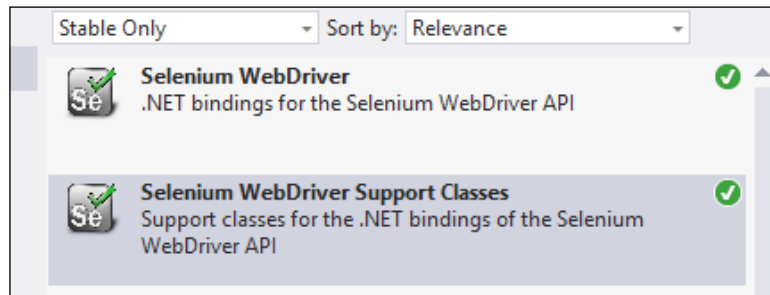 Stable Only Sort by: Relevance
Selenium WebDriver
.NET bindings for the Selenium WebDriver API
Se
Selenium WebDriver Support Classes
Support classes for the .NET bindings of the Selenium
WebDriver API
Se